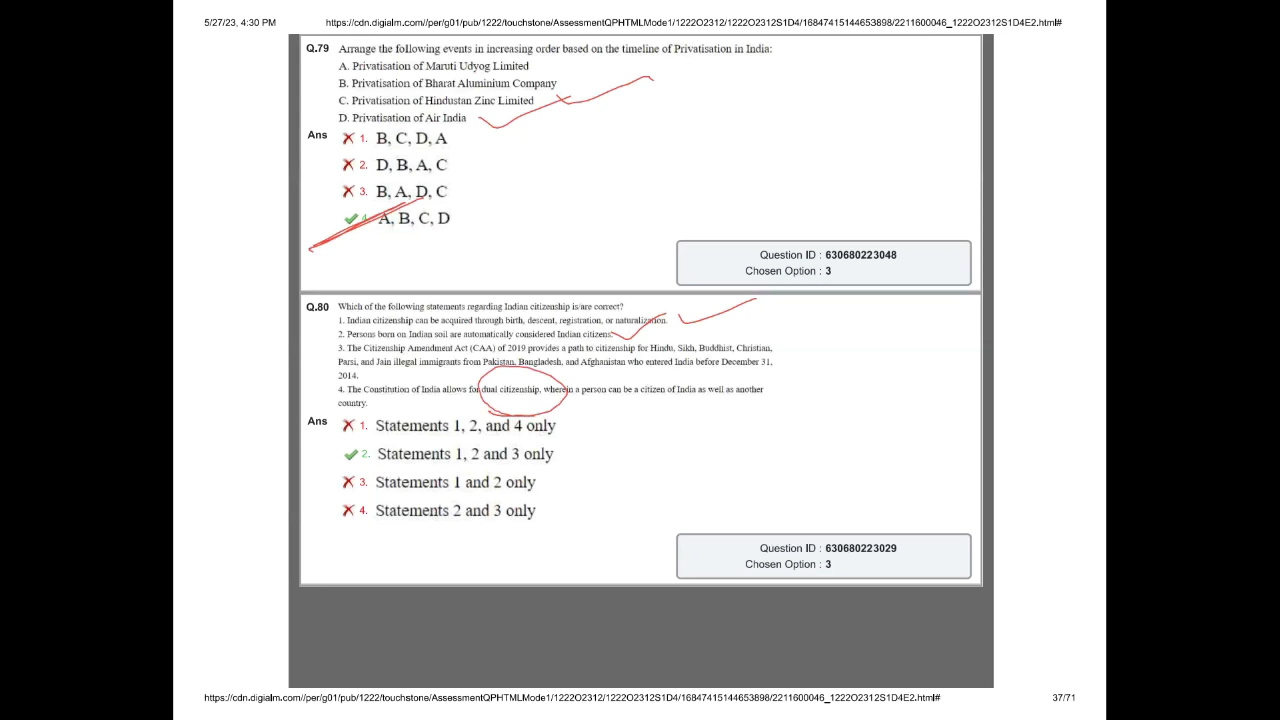 5/27/23, 4:30 PM https://cdn.digialm.com//per/g01/pub/1222/touchstone/AssessmentQPHTMLMode1/1222O2312/1222O2312S1D4/16847415144653898/2211600046_1222O2312S1D4E2.html#
Q.79 Arrange the following events in increasing order based on the timeline of Privatisation in India:
A. Privatisation of Maruti Udyog Limited
B. Privatisation of Bharat Aluminium Company
C. Privatisation of Hindustan Zinc Limited
D. Privatisation of Air India
Ans 1. B, C, D, A
2. D, B, A, C
3. B, A, D, C
4. A, B, C, D
Question ID : 630680223048
Chosen Option : 3
Q.80 Which of the following statements regarding Indian citizenship is/are correct?
1. Indian citizenship can be acquired through birth, descent, registration, or naturalization.
2. Persons born on Indian soil are automatically considered Indian citizens.
3. The Citizenship Amendment Act (CAA) of 2019 provides a path to citizenship for Hindu, Sikh, Buddhist, Christian,
Parsi, and Jain illegal immigrants from Pakistan, Bangladesh, and Afghanistan who entered India before December 31,
2014.
4. The Constitution of India allows for dual citizenship, wherein a person can be a citizen of India as well as another
country.
Ans 1. Statements 1, 2, and 4 only
2. Statements 1, 2 and 3 only
3. Statements 1 and 2 only
4. Statements 2 and 3 only
Question ID : 630680223029
Chosen Option : 3
https://cdn.digialm.com//per/g01/pub/1222/touchstone/AssessmentQPHTMLMode1/1222O2312/1222O2312S1D4/16847415144653898/2211600046_1222O2312S1D4E2.html# 37/71